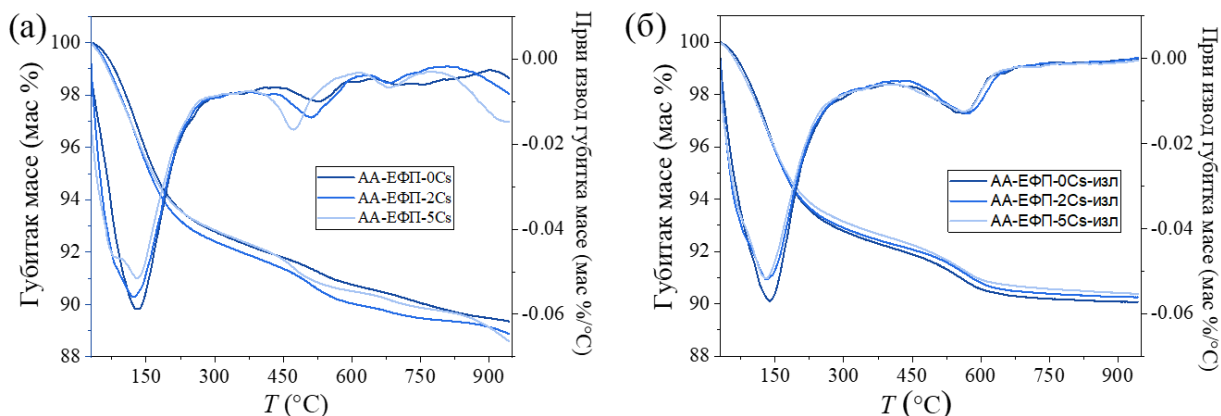 (а)
Губитак масе (мас %)
100
98
96
94
92
90
88
0.00
-0.02
-0.04
-0.06
Први извод губитка масе (мас %/°C)
АА-ЕФП-0Cs
АА-ЕФП-2Cs
АА-ЕФП-5Cs
150 300 450 600 750 900
T (°C)
(б)
Губитак масе (мас %)
100
98
96
94
92
90
88
0.00
-0.02
-0.04
-0.06
Први извод губитка масе (мас %/°C)
АА-ЕФП-0Cs-изл
АА-ЕФП-2Cs-изл
АА-ЕФП-5Cs-изл
150 300 450 600 750 900
T (°C)